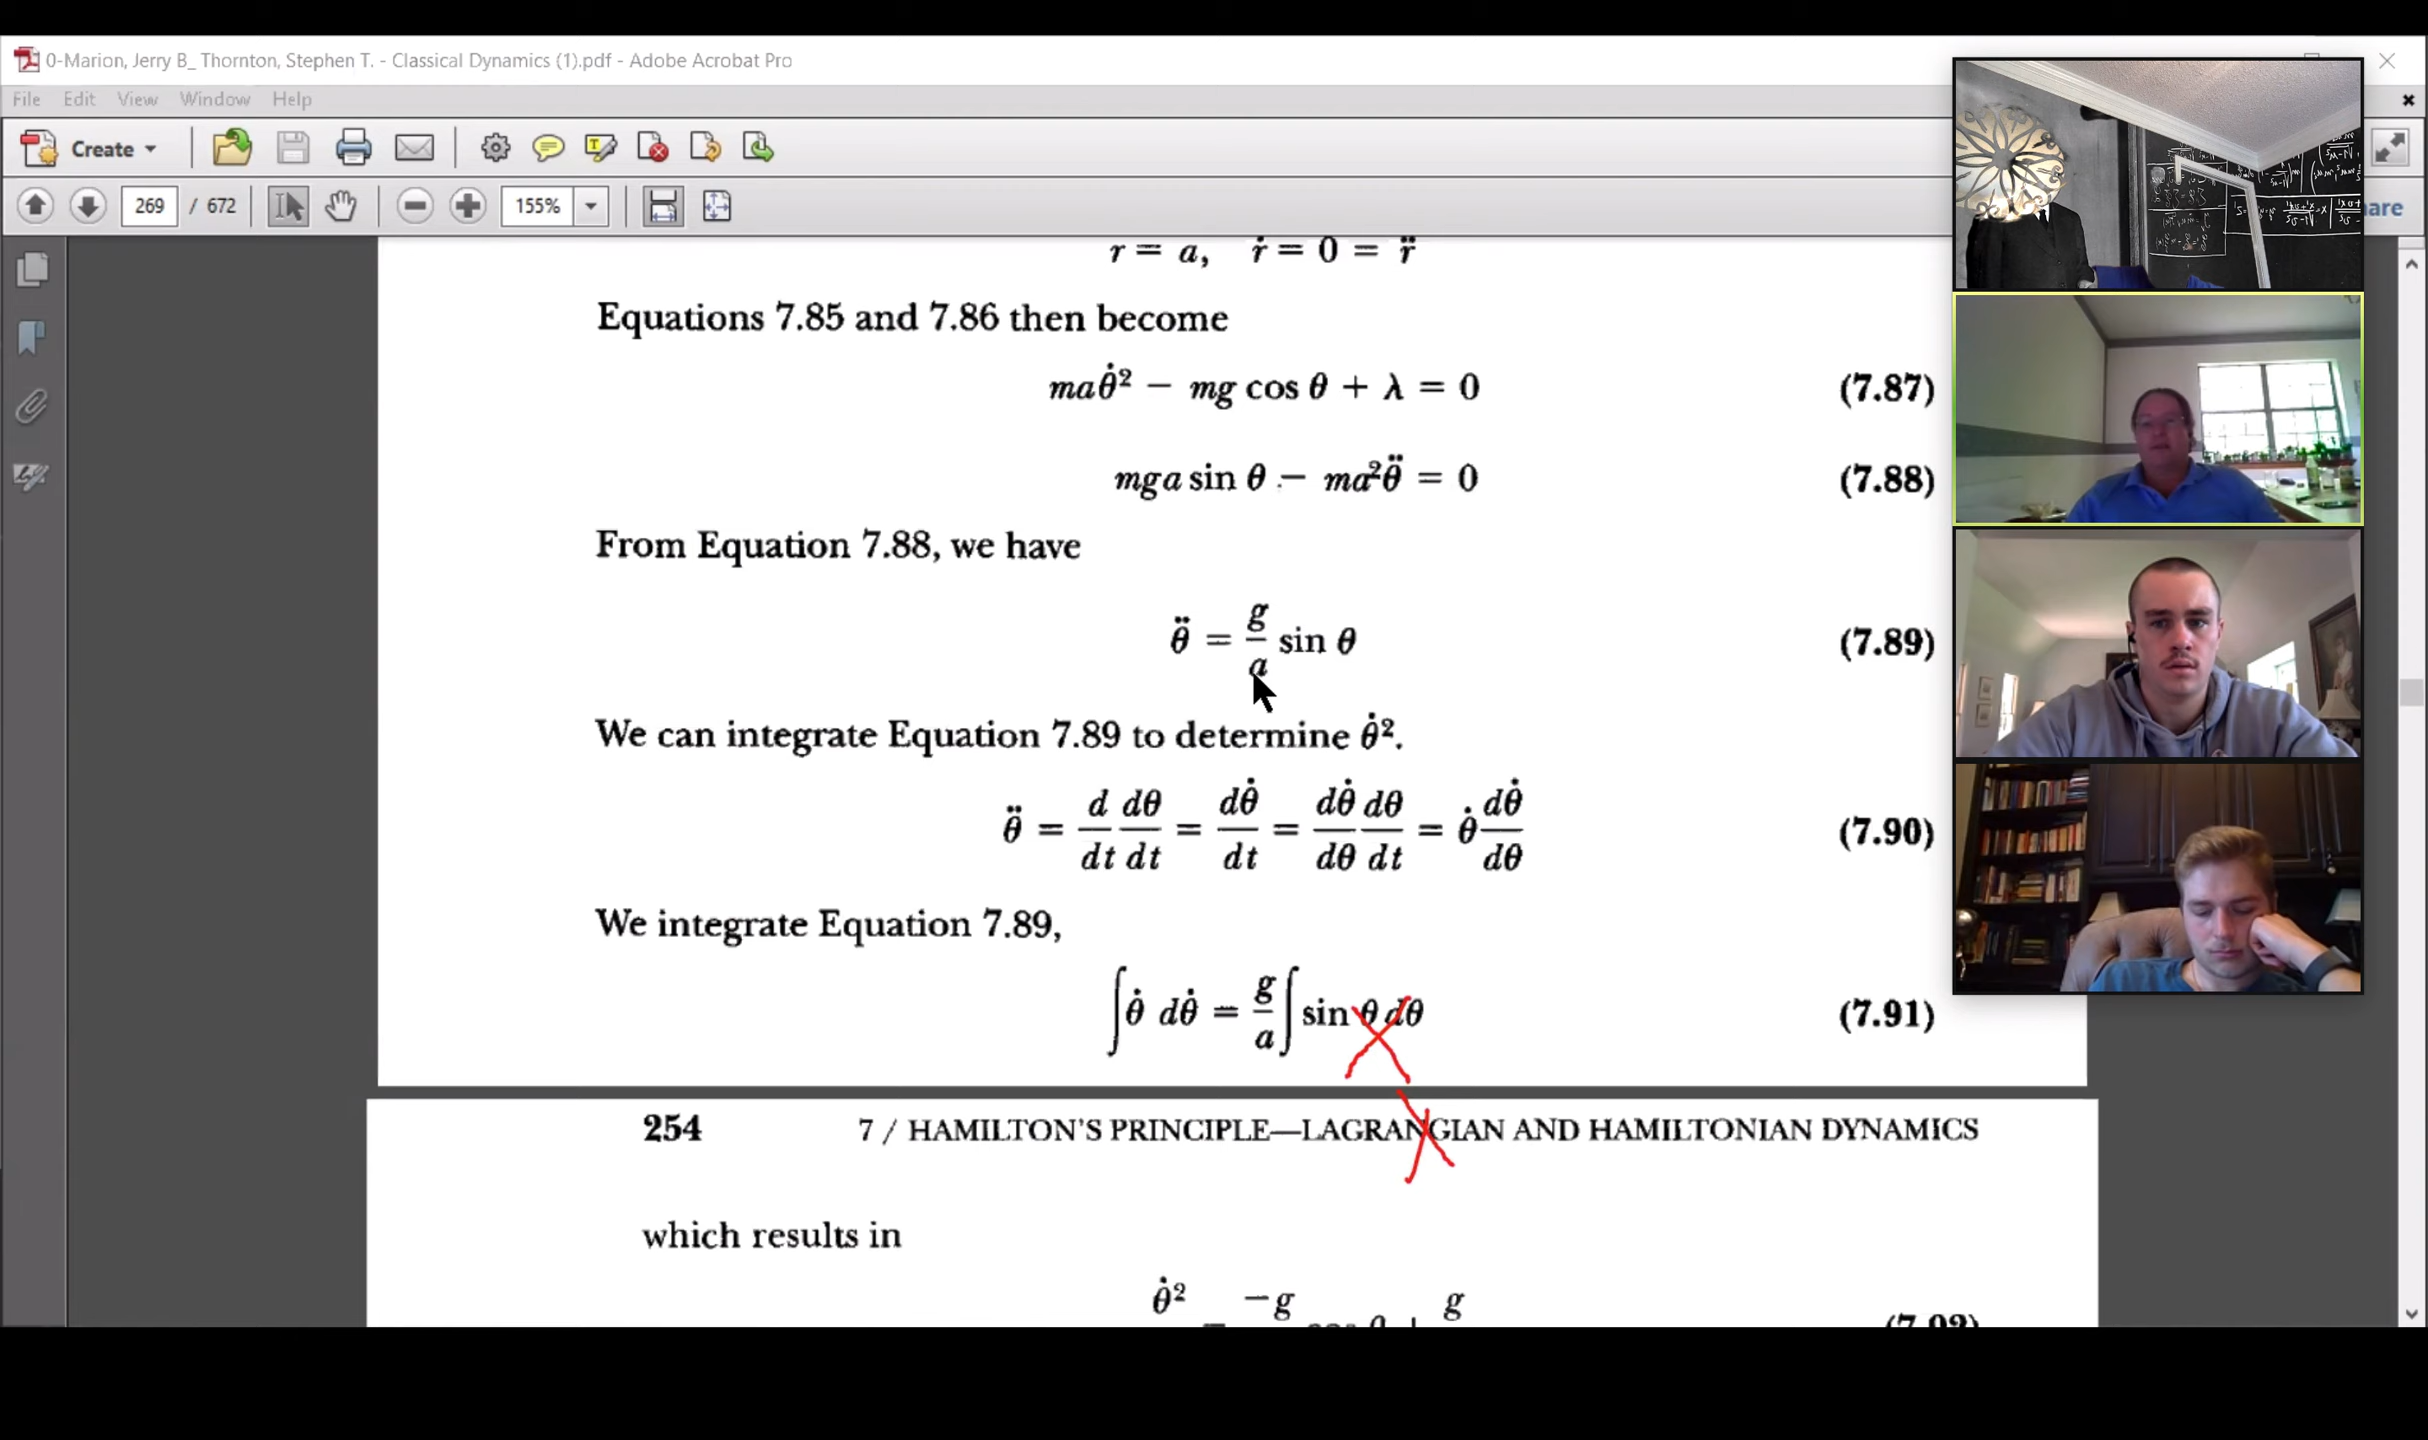 0-Marion, Jerry B_ Thornton, Stephen T. - Classical Dynamics (1).pdf - Adobe Acrobat Pro
File Edit View Window Help
Create
269 / 672 155%
r = a, ṙ = 0 = r̈
Equations 7.85 and 7.86 then become
maθ̇² − mg cos θ + λ = 0 (7.87)
mga sin θ − ma²θ̈ = 0 (7.88)
From Equation 7.88, we have
θ̈ = g/a sin θ (7.89)
We can integrate Equation 7.89 to determine θ̇².
θ̈ = d/dt dθ/dt = dθ̇/dt = dθ̇/dθ dθ/dt = θ̇ dθ̇/dθ (7.90)
We integrate Equation 7.89,
∫θ̇ dθ̇ = g/a ∫sin θ dθ (7.91)
254 7 / HAMILTON'S PRINCIPLE—LAGRANGIAN AND HAMILTONIAN DYNAMICS
which results in
θ̇² −g g